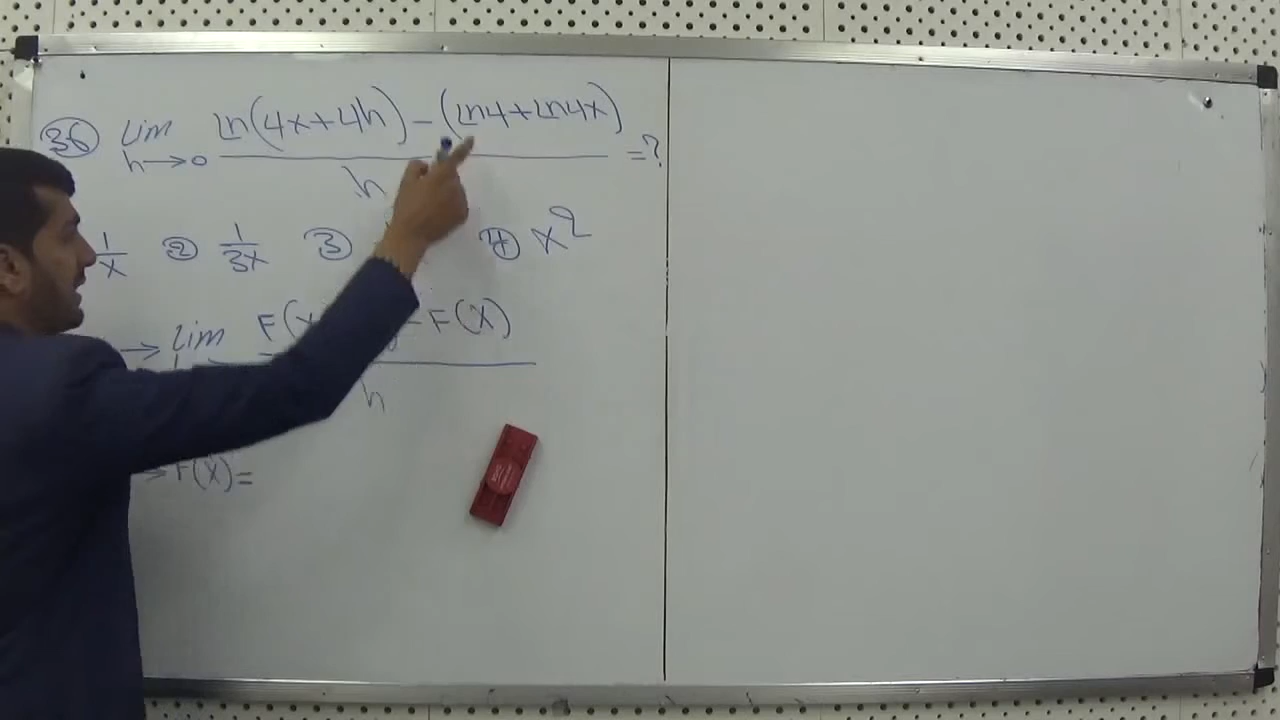 36 lim h→0 ln(4x+4h)-(ln4+ln4x) / h =?
1/x ② 1/3x ③ ④ x²
→ lim F(x - F(x) / h
→ F(x)=